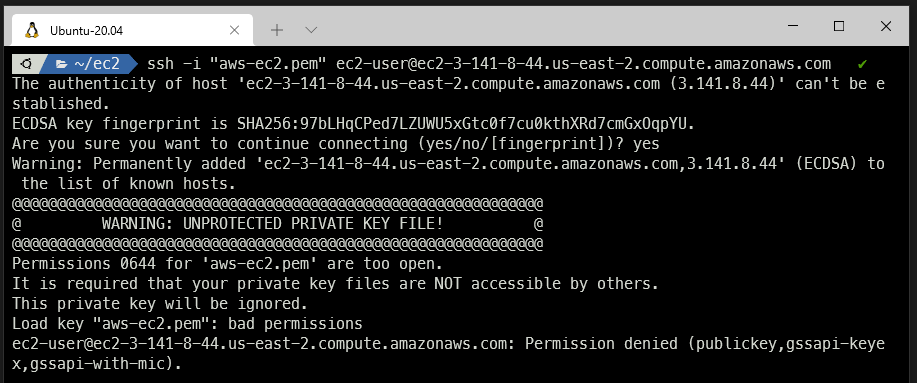 Ubuntu-20.04
~/ec2 ssh -i "aws-ec2.pem" ec2-user@ec2-3-141-8-44.us-east-2.compute.amazonaws.com ✔
The authenticity of host 'ec2-3-141-8-44.us-east-2.compute.amazonaws.com (3.141.8.44)' can't be e
stablished.
ECDSA key fingerprint is SHA256:97bLHqCPed7LZUWU5xGtc0f7cu0kthXRd7cmGxOqpYU.
Are you sure you want to continue connecting (yes/no/[fingerprint])? yes
Warning: Permanently added 'ec2-3-141-8-44.us-east-2.compute.amazonaws.com,3.141.8.44' (ECDSA) to
 the list of known hosts.
@@@@@@@@@@@@@@@@@@@@@@@@@@@@@@@@@@@@@@@@@@@@@@@@@@@@@@@@@@@
@         WARNING: UNPROTECTED PRIVATE KEY FILE!          @
@@@@@@@@@@@@@@@@@@@@@@@@@@@@@@@@@@@@@@@@@@@@@@@@@@@@@@@@@@@
Permissions 0644 for 'aws-ec2.pem' are too open.
It is required that your private key files are NOT accessible by others.
This private key will be ignored.
Load key "aws-ec2.pem": bad permissions
ec2-user@ec2-3-141-8-44.us-east-2.compute.amazonaws.com: Permission denied (publickey,gssapi-keye
x,gssapi-with-mic).